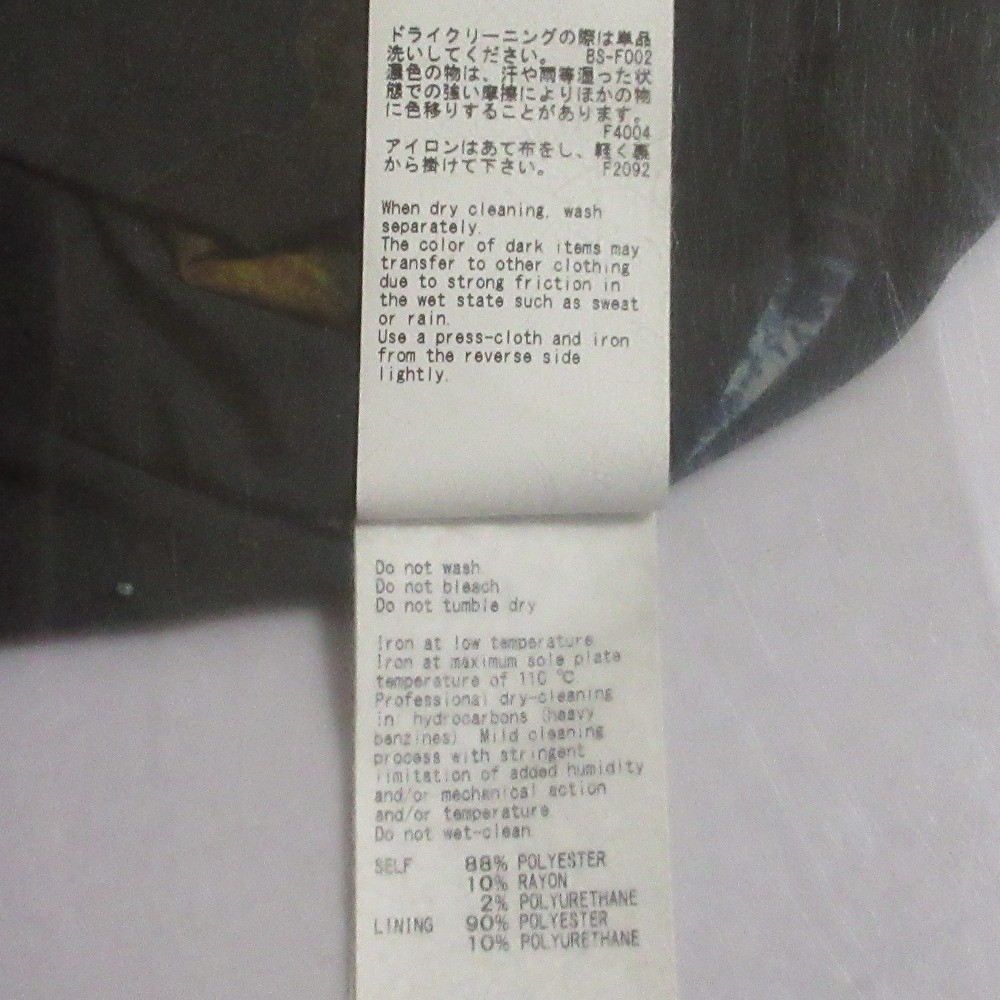 ドライクリーニングの際は単品
洗いしてください。 BS-F002
濃色の物は、汗や雨等湿った状
態での強い摩擦によりほかの物
に色移りすることがあります。
F4004
アイロンはあて布をし、軽く裏
から掛けて下さい。 F2092
When dry cleaning, wash
separately.
The color of dark items may
transfer to other clothing
due to strong friction in
the wet state such as sweat
or rain.
Use a press-cloth and iron
from the reverse side
lightly.
Do not wash
Do not bleach
Do not tumble dry
Iron at low temperature
Iron at maximum sole plate
temperature of 110 ℃
Professional dry-cleaning
in hydrocarbons (heavy
benzines) Mild cleaning
process with stringent
limitation of added humidity
and/or mechanical action
and/or temperature
Do not wet-clean
SELF 88% POLYESTER
10% RAYON
2% POLYURETHANE
LINING 90% POLYESTER
10% POLYURETHANE